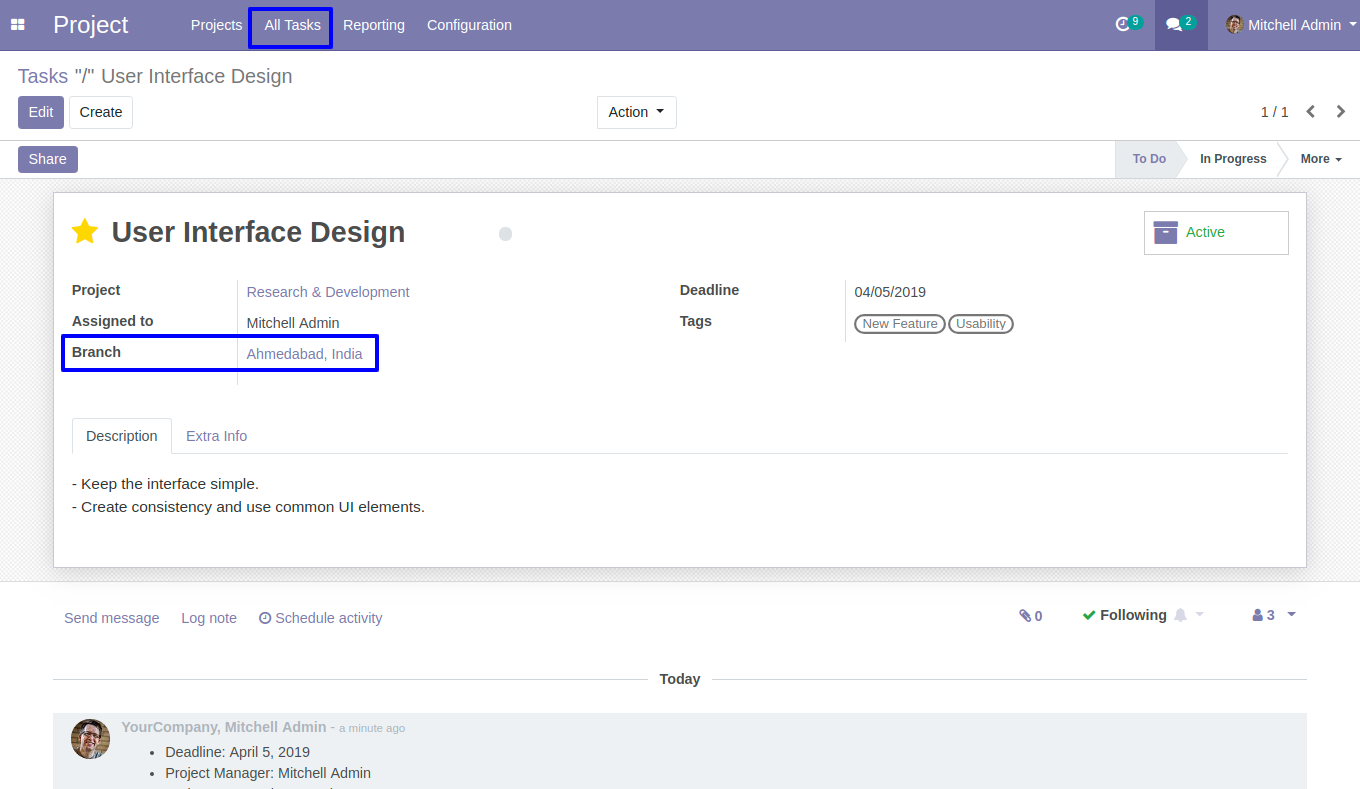 Project Projects All Tasks Reporting Configuration 9 2 Mitchell Admin
Tasks "/" User Interface Design
Edit Create Action 1 / 1
Share To Do In Progress More
User Interface Design Active
Project Research & Development Deadline 04/05/2019
Assigned to Mitchell Admin Tags New Feature Usability
Branch Ahmedabad, India
Description Extra Info
- Keep the interface simple.
- Create consistency and use common UI elements.
Send message Log note Schedule activity 0 Following 3
Today
YourCompany, Mitchell Admin - a minute ago
• Deadline: April 5, 2019
• Project Manager: Mitchell Admin